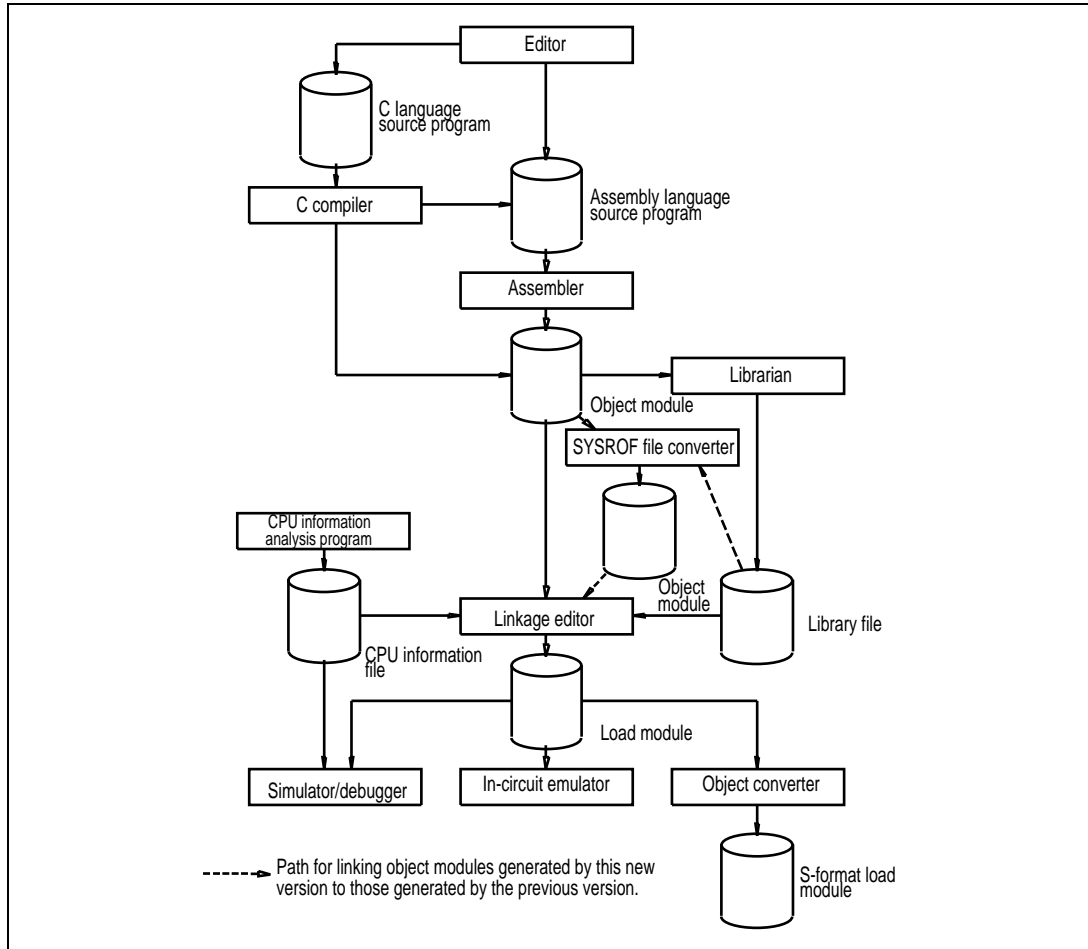 Editor
C language
source program
C compiler
Assembly language
source program
Assembler
Librarian
Object module
SYSROF file converter
CPU information
analysis program
Object
module
Linkage editor
Library file
CPU information
file
Load module
Simulator/debugger
In-circuit emulator
Object converter
Path for linking object modules generated by this new
version to those generated by the previous version.
S-format load
module